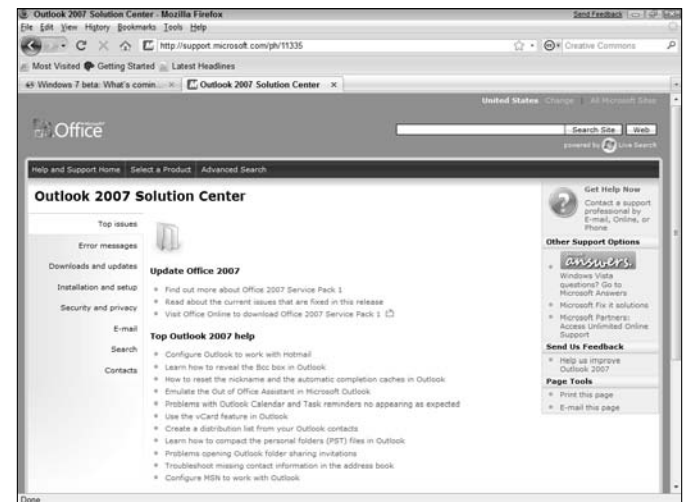 Outlook 2007 Solution Center - Mozilla Firefox
Send Feedback
File Edit View History Bookmarks Tools Help
http://support.microsoft.com/ph/11335
Creative Commons
Most Visited Getting Started Latest Headlines
Windows 7 beta: What's comin...
Outlook 2007 Solution Center
United States Change | All Microsoft Sites
Microsoft
Office
Search Site Web
powered by Live Search
Help and Support Home Select a Product Advanced Search
Outlook 2007 Solution Center
Top issues
Error messages
Downloads and updates
Installation and setup
Security and privacy
E-mail
Search
Contacts
Update Office 2007
Find out more about Office 2007 Service Pack 1
Read about the current issues that are fixed in this release
Visit Office Online to download Office 2007 Service Pack 1
Top Outlook 2007 help
Configure Outlook to work with Hotmail
Learn how to reveal the Bcc box in Outlook
How to reset the nickname and the automatic completion caches in Outlook
Emulate the Out of Office Assistant in Microsoft Outlook
Problems with Outlook Calendar and Task reminders no appearing as expected
Use the vCard feature in Outlook
Create a distribution list from your Outlook contacts
Learn how to compact the personal folders (PST) files in Outlook
Problems opening Outlook folder sharing invitations
Troubleshoot missing contact information in the address book
Configure MSN to work with Outlook
Get Help Now
Contact a support
professional by
E-mail, Online, or
Phone
Other Support Options
answers.
Windows Vista
questions? Go to
Microsoft Answers
Microsoft Fix it solutions
Microsoft Partners:
Access Unlimited Online
Support
Send Us Feedback
Help us improve
Outlook 2007
Page Tools
Print this page
E-mail this page
Done